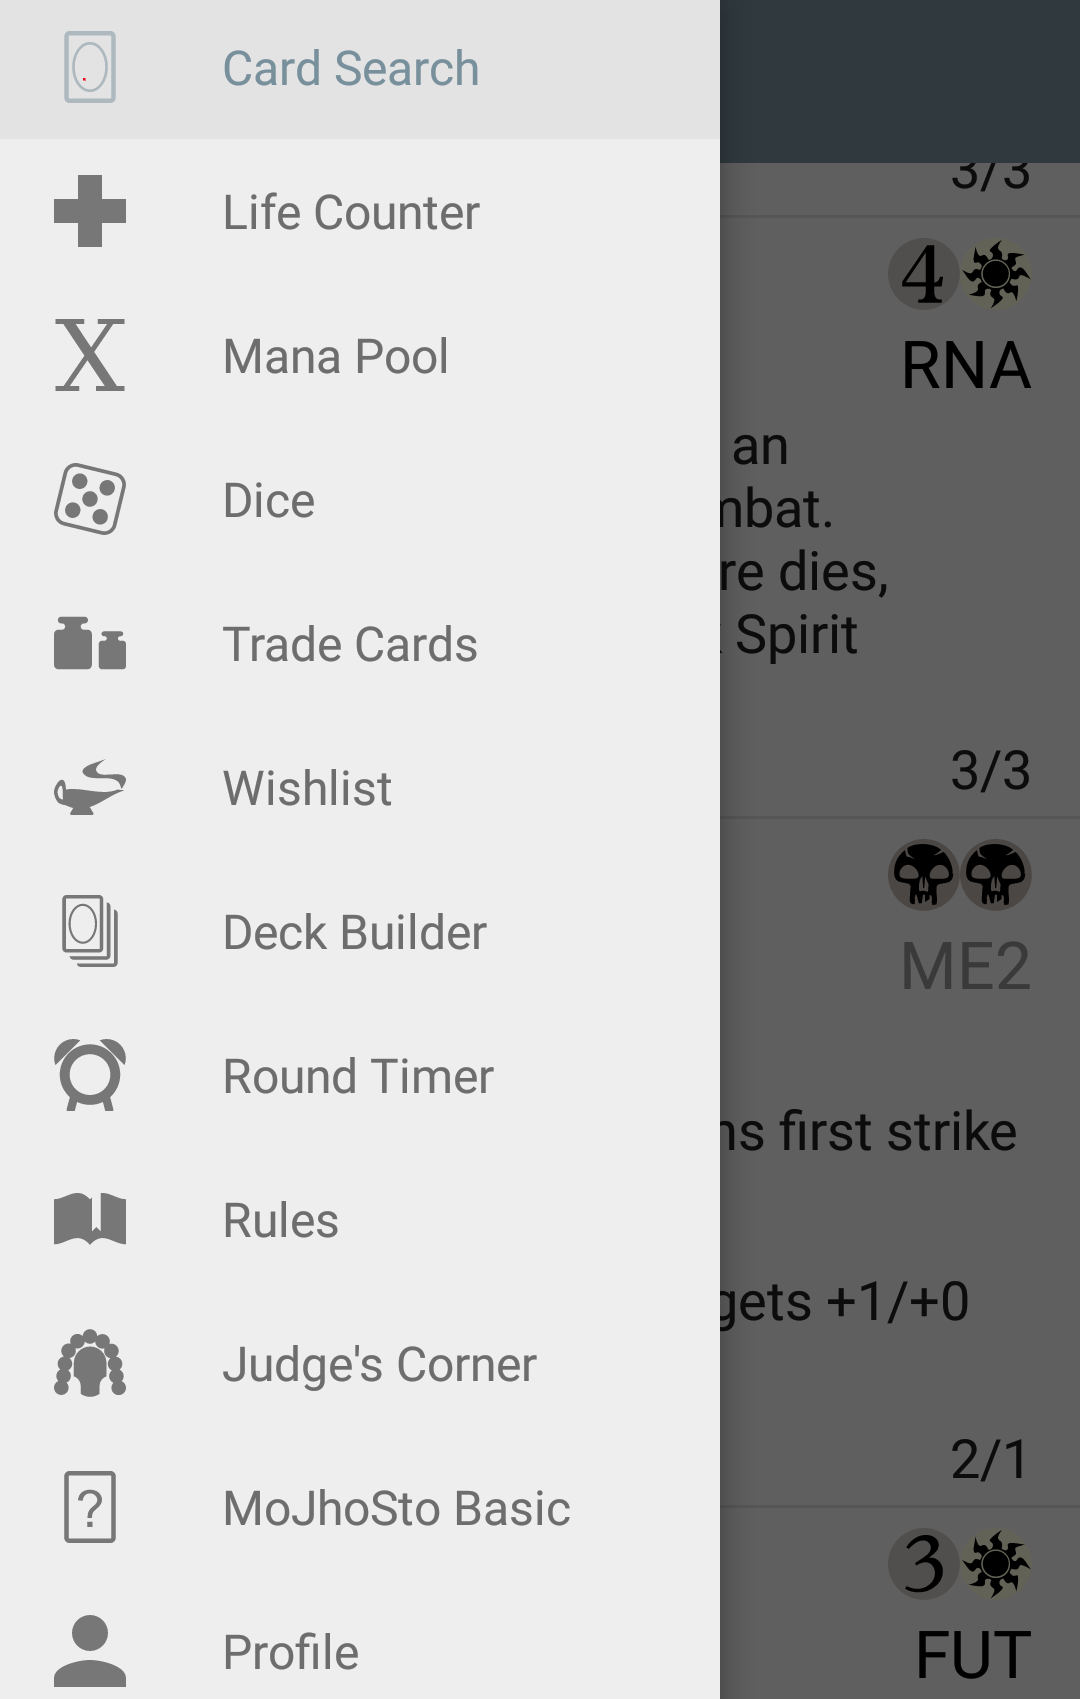 Card Search
Life Counter
Mana Pool
Dice
Trade Cards
Wishlist
Deck Builder
Round Timer
Rules
Judge's Corner
MoJhoSto Basic
Profile
3/3
4
RNA
an
mbat.
re dies,
Spirit
3/3
ME2
ns first strike
gets +1/+0
2/1
3
FUT
X
?